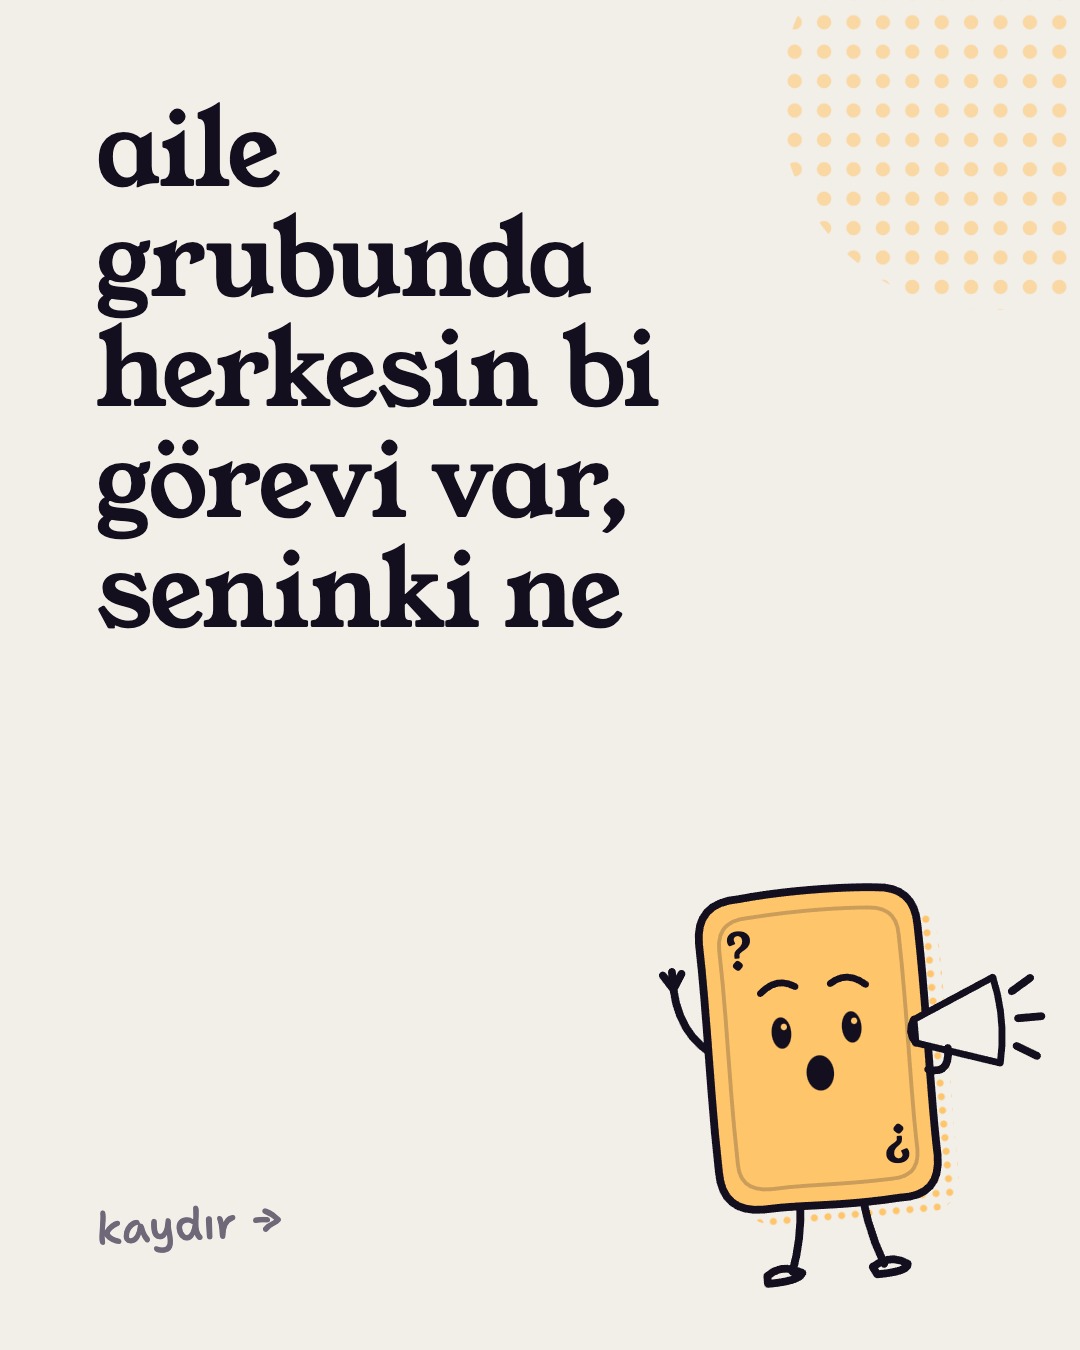 aile
grubunda
herkesin bi
görevi var,
seninki ne
?
¿
kaydır →